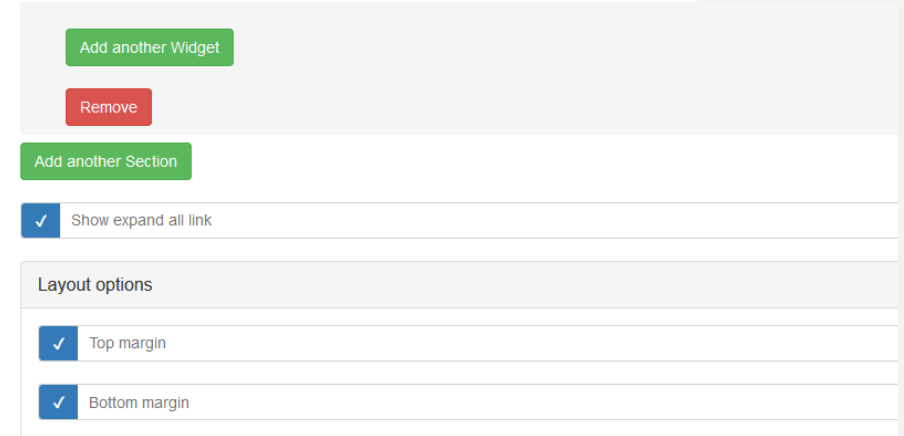 Add another Widget
Remove
Add another Section
Show expand all link
Layout options
Top margin
Bottom margin